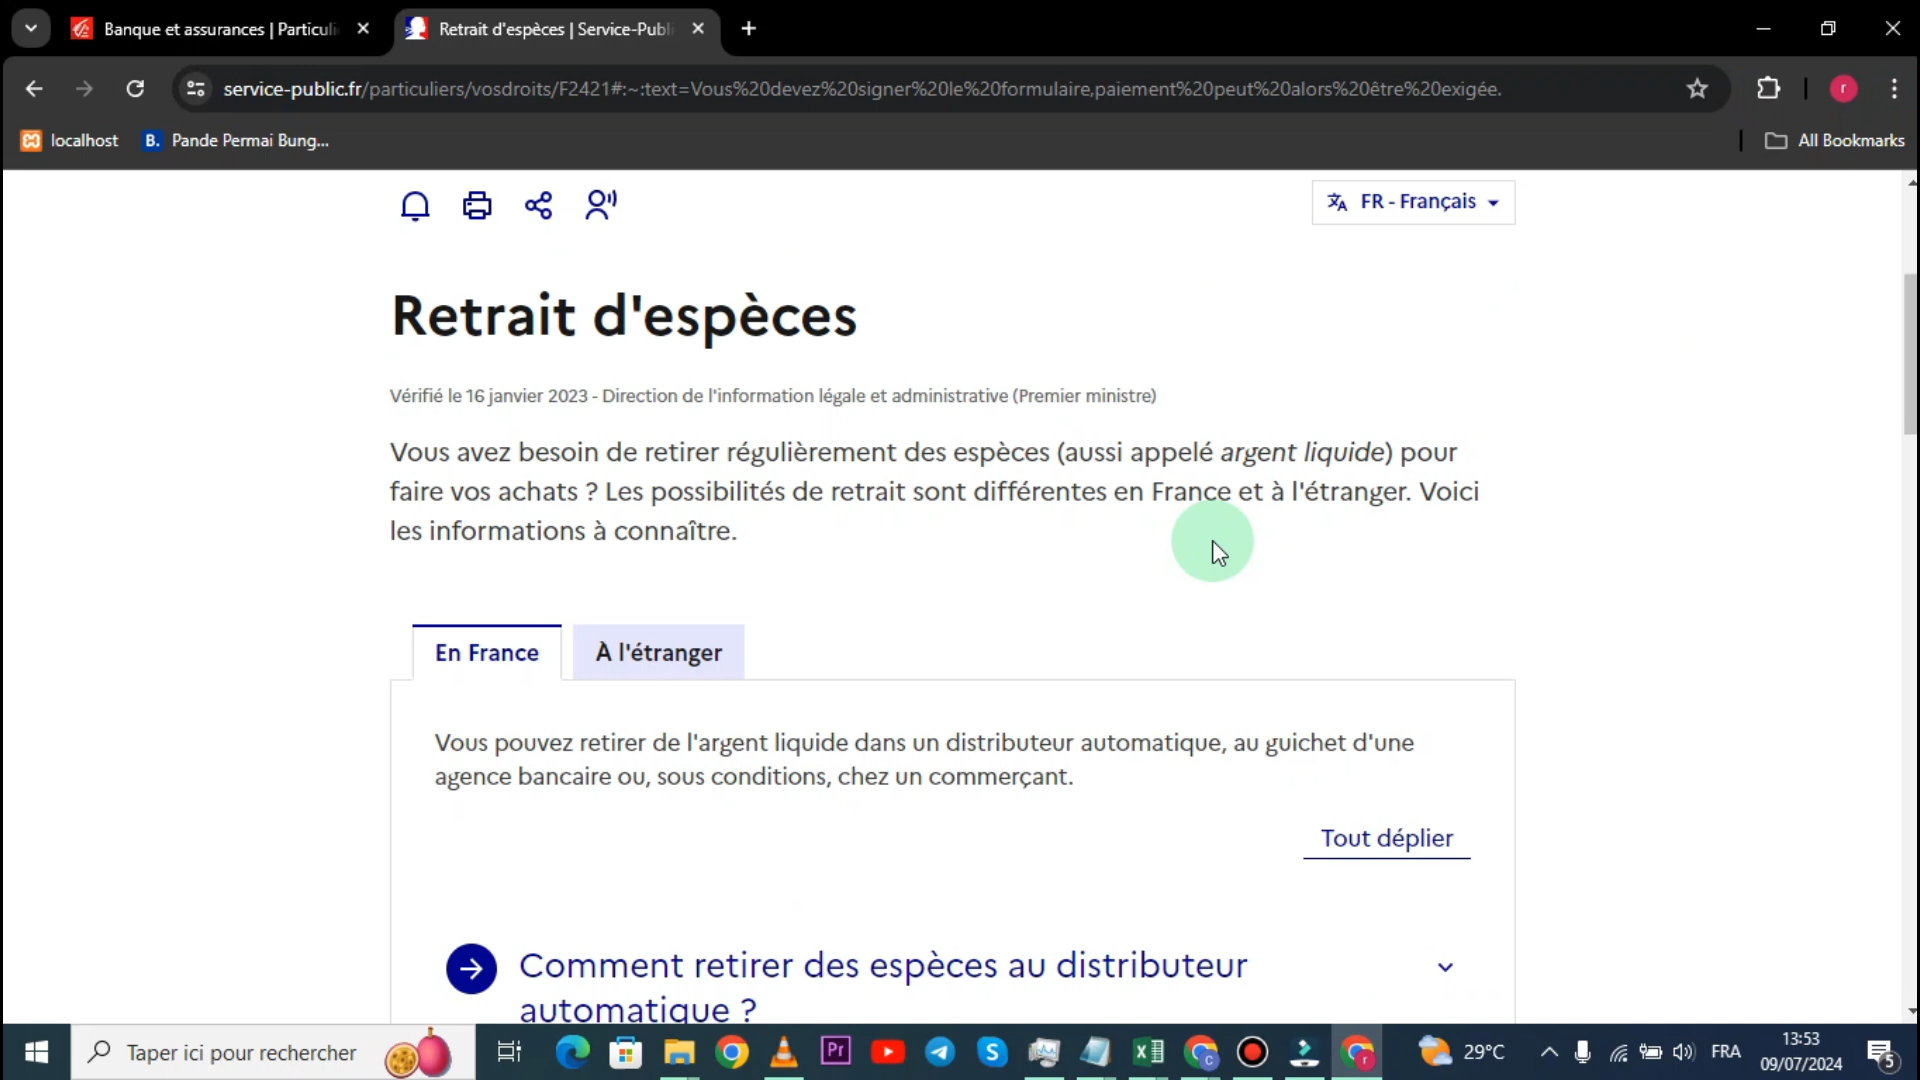 Banque et assurances | Particuli
Retrait d'espèces | Service-Publi
service-public.fr/particuliers/vosdroits/F2421#:~:text=Vous%20devez%20signer%20le%20formulaire,paiement%20peut%20alors%20être%20exigée.
r
localhost
B. Pande Permai Bung...
All Bookmarks
FR - Français
Retrait d'espèces
Vérifié le 16 janvier 2023 - Direction de l'information légale et administrative (Premier ministre)
Vous avez besoin de retirer régulièrement des espèces (aussi appelé argent liquide) pour
faire vos achats ? Les possibilités de retrait sont différentes en France et à l'étranger. Voici
les informations à connaître.
En France
À l'étranger
Vous pouvez retirer de l'argent liquide dans un distributeur automatique, au guichet d'une
agence bancaire ou, sous conditions, chez un commerçant.
Tout déplier
Comment retirer des espèces au distributeur
automatique ?
Taper ici pour rechercher
Pr
29°C
FRA
13:53
09/07/2024
5